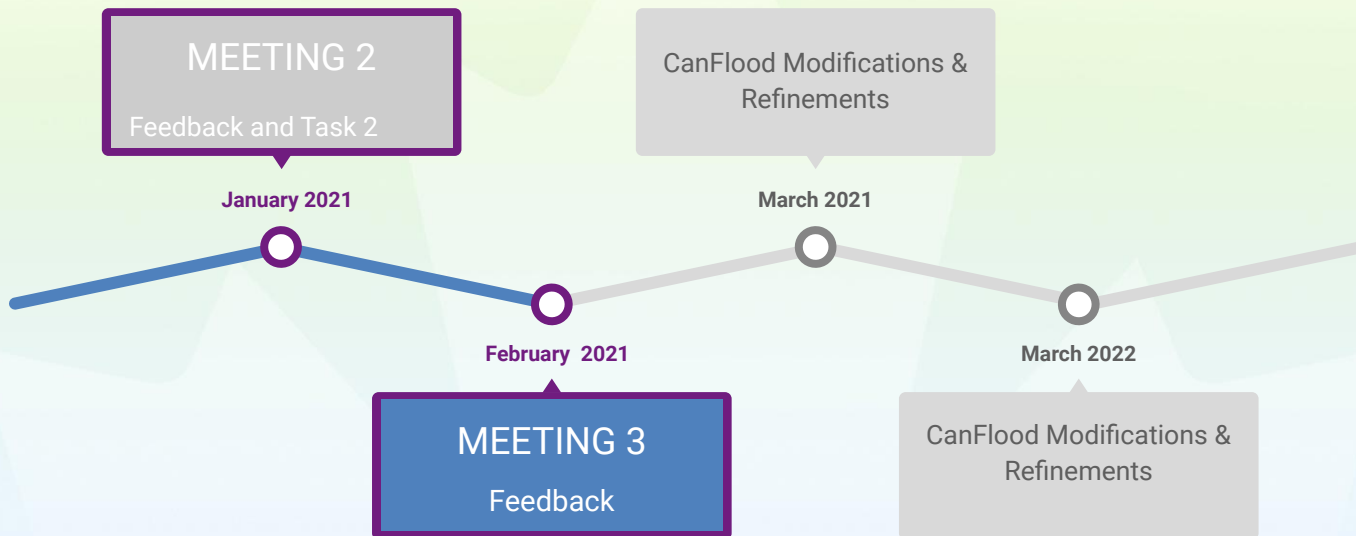 MEETING 2
Feedback and Task 2
January 2021
CanFlood Modifications &
Refinements
March 2021
February 2021
MEETING 3
Feedback
March 2022
CanFlood Modifications &
Refinements